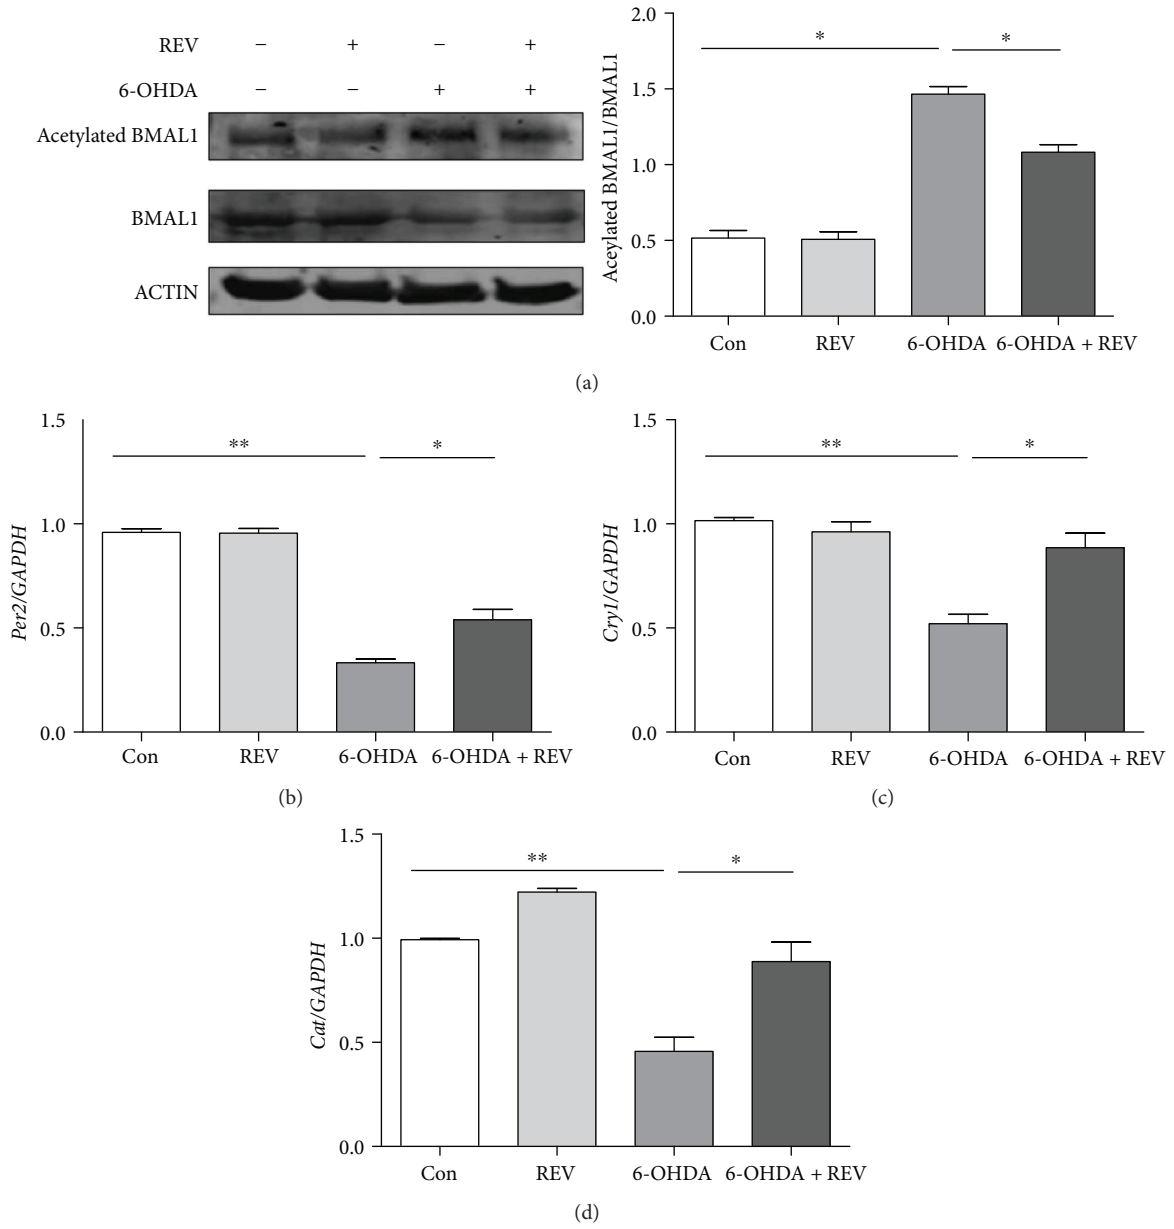 REV − + − +
6-OHDA − − + +
Acetylated BMAL1
BMAL1
ACTIN
Aceylated BMAL1/BMAL1
2.0
1.5
1.0
0.5
0.0
* *
Con REV 6-OHDA 6-OHDA + REV
(a)
Per2/GAPDH
1.5
1.0
0.5
0.0
** *
Con REV 6-OHDA 6-OHDA + REV
(b)
Cry1/GAPDH
1.5
1.0
0.5
0.0
** *
Con REV 6-OHDA 6-OHDA + REV
(c)
Cat/GAPDH
1.5
1.0
0.5
0.0
** *
Con REV 6-OHDA 6-OHDA + REV
(d)